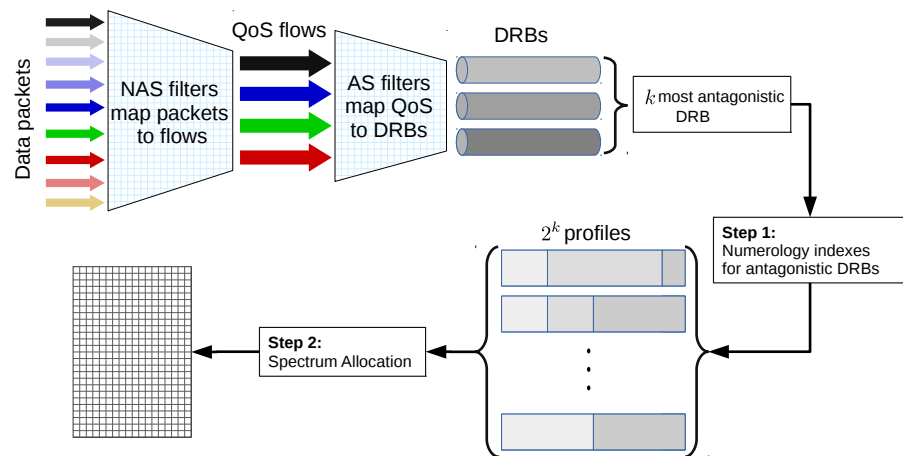 Data packets
NAS filters
map packets
to flows
QoS flows
AS filters
map QoS
to DRBs
DRBs
k most antagonistic
DRB
Step 1:
Numerology indexes
for antagonistic DRBs
2^k profiles
Step 2:
Spectrum Allocation